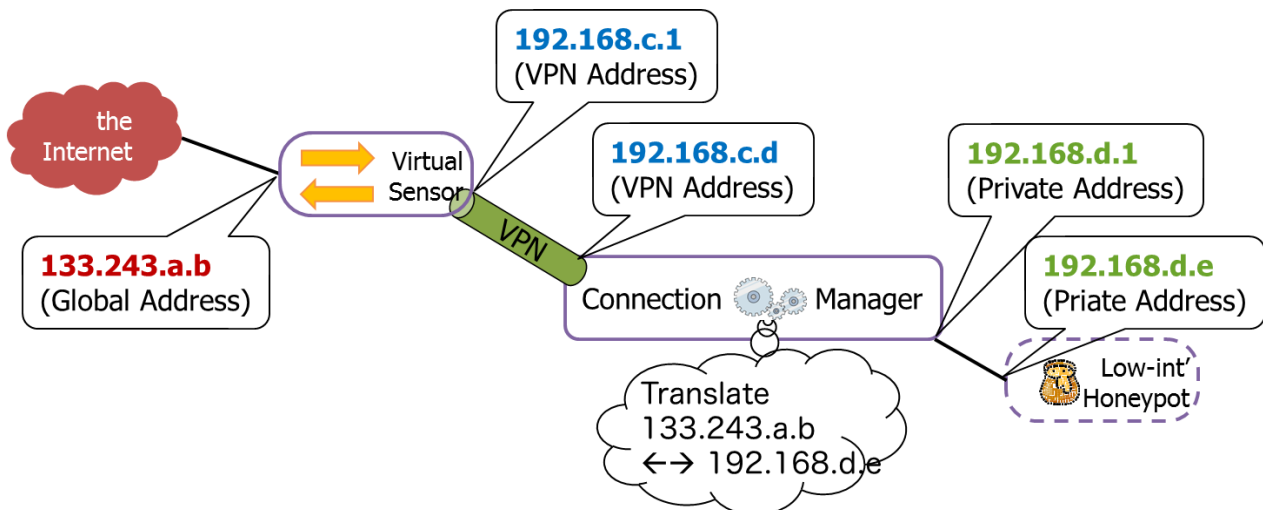 192.168.c.1
(VPN Address)
the
Internet
Virtual
Sensor
192.168.c.d
(VPN Address)
192.168.d.1
(Private Address)
VPN
133.243.a.b
(Global Address)
192.168.d.e
(Priate Address)
Connection Manager
Low-int’
Honeypot
Translate
133.243.a.b
←→ 192.168.d.e